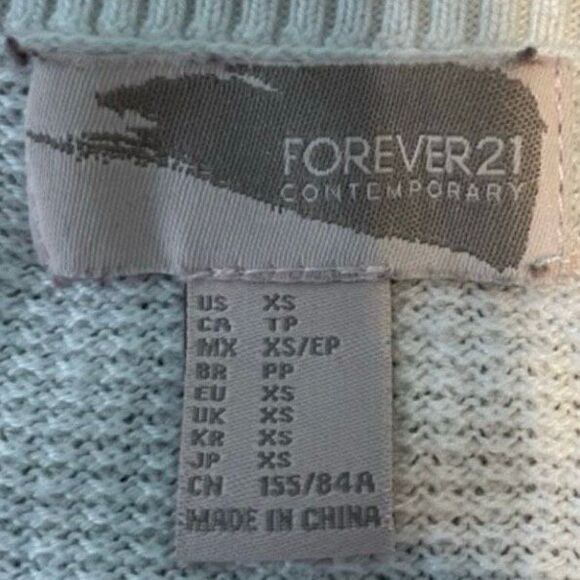 FOREVER21
CONTEMPORARY
US XS
CA TP
MX XS/EP
BR PP
EU XS
UK XS
KR XS
JP XS
CN 155/84A
MADE IN CHINA